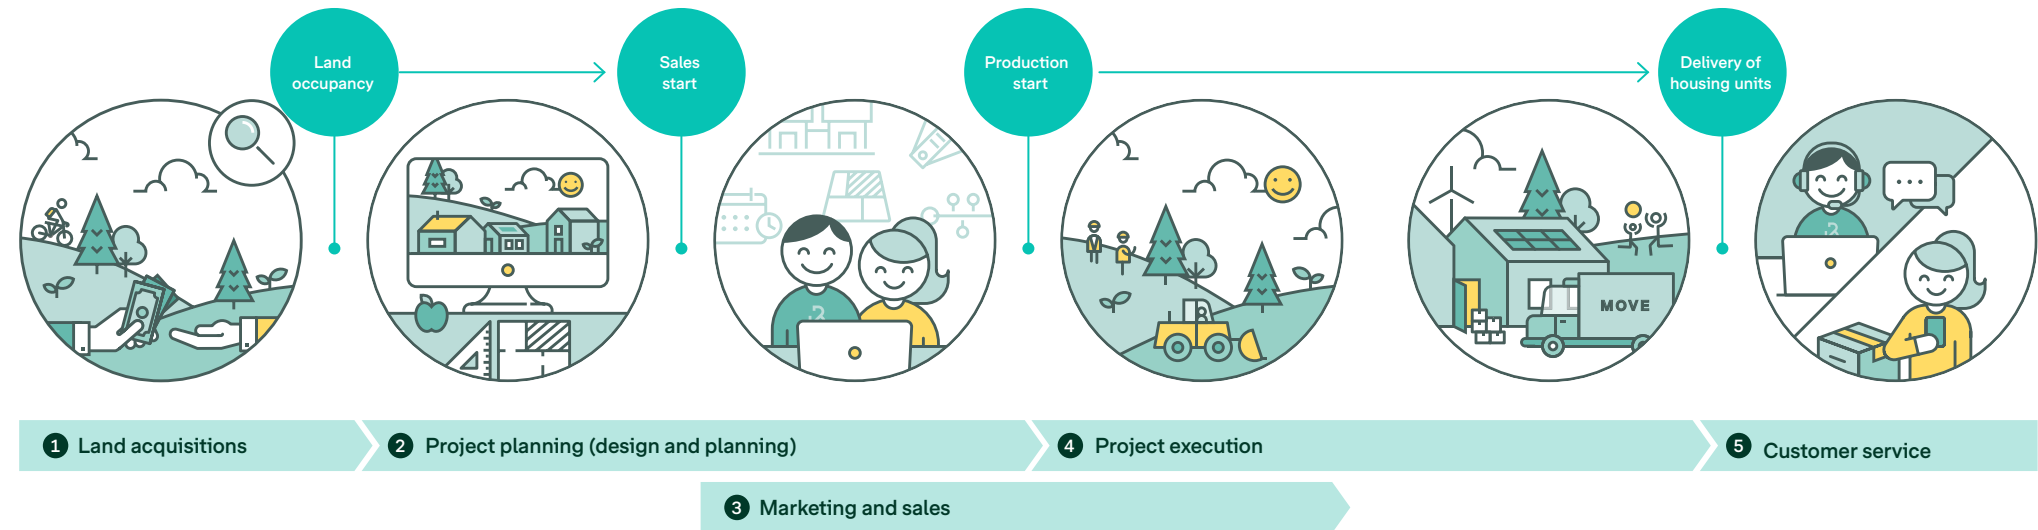 Land
occupancy
Sales
start
Production
start
Delivery of
housing units
MOVE
1 Land acquisitions
2 Project planning (design and planning)
4 Project execution
5 Customer service
3 Marketing and sales